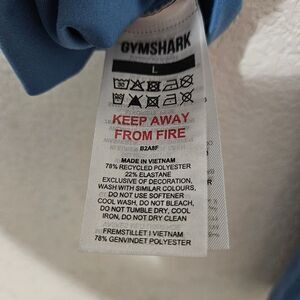 GYMSHARK
L
30
KEEP AWAY
FROM FIRE
B2A8F
MADE IN VIETNAM
78% RECYCLED POLYESTER
22% ELASTANE
EXCLUSIVE OF DECORATION,
WASH WITH SIMILAR COLOURS,
DO NOT USE SOFTENER
COOL WASH, DO NOT BLEACH,
DO NOT TUMBLE DRY, COOL
IRON, DO NOT DRY CLEAN
FREMSTILLET I VIETNAM
78% GENVINDET POLYESTER